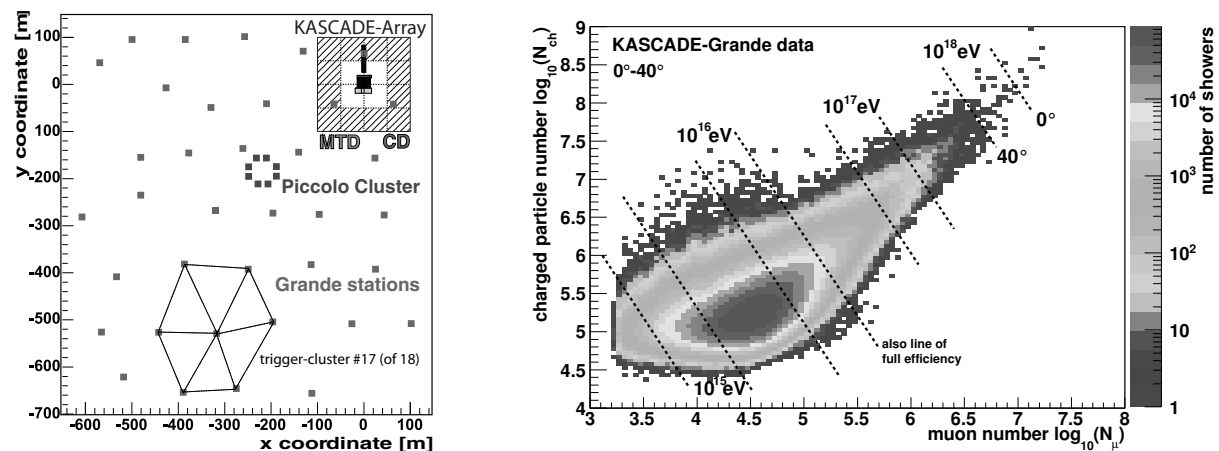 KASCADE-Array
y coordinate [m]
100
0
100
-200
-300
-400
-500
-600
-700
MTD CD
Piccolo Cluster
Grande stations
trigger-cluster #17 (of 18)
-600 -500 -400 -300 -200 -100 0 100
x coordinate [m]
charged particle number log10(Nch)
9
8.5
8
7.5
7
6.5
6
5.5
5
4.5
4
KASCADE-Grande data
0°-40°
10^18eV
10^17eV
10^16eV
10^15eV
0°
40°
also line of
full efficiency
3 3.5 4 4.5 5 5.5 6 6.5 7 7.5 8
muon number log10(Nμ)
number of showers
10^4
10^2
10
1